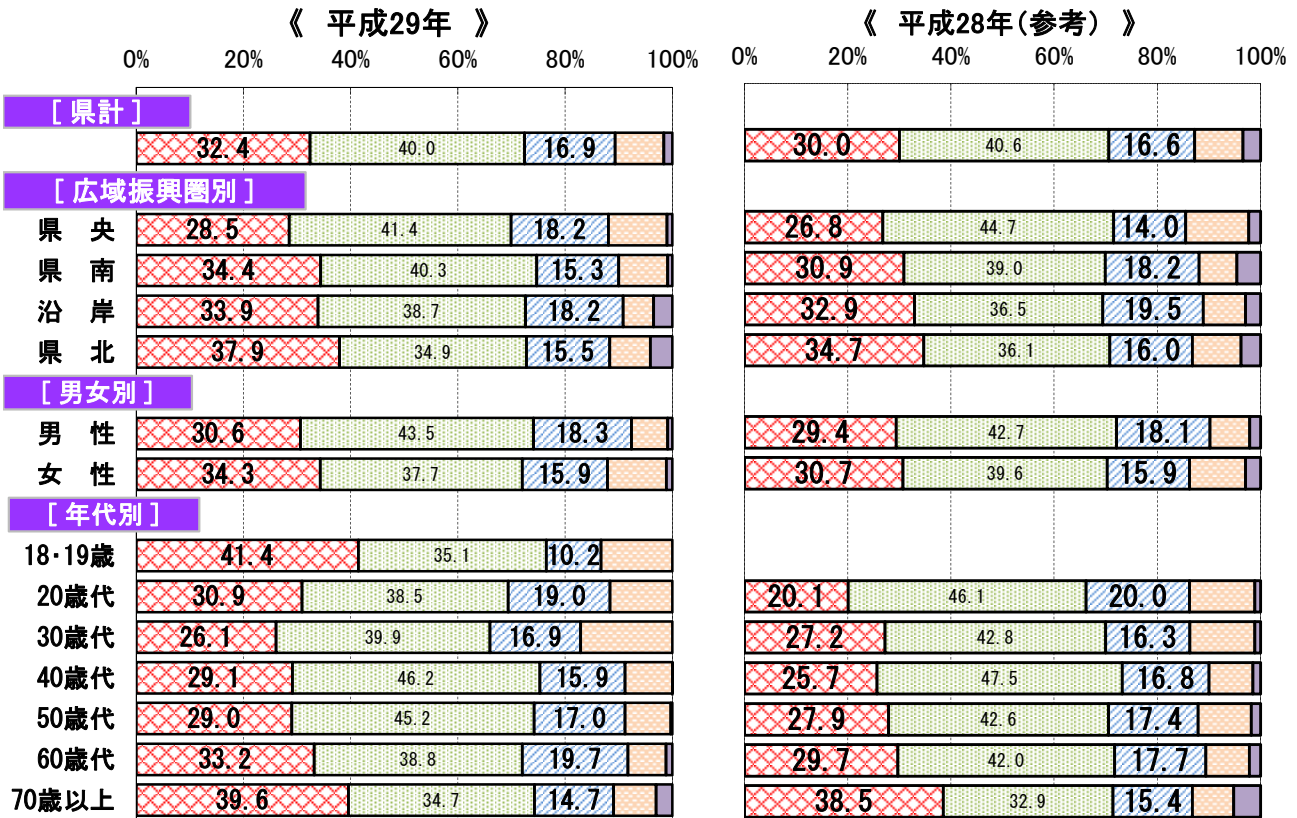 《 平成29年 》
《 平成28年(参考) 》
0% 20% 40% 60% 80% 100%
0% 20% 40% 60% 80% 100%
[ 県計 ]
32.4 40.0 16.9
30.0 40.6 16.6
[ 広域振興圏別 ]
県 央 28.5 41.4 18.2
26.8 44.7 14.0
県 南 34.4 40.3 15.3
30.9 39.0 18.2
沿 岸 33.9 38.7 18.2
32.9 36.5 19.5
県 北 37.9 34.9 15.5
34.7 36.1 16.0
[ 男女別 ]
男 性 30.6 43.5 18.3
29.4 42.7 18.1
女 性 34.3 37.7 15.9
30.7 39.6 15.9
[ 年代別 ]
18・19歳 41.4 35.1 10.2
20歳代 30.9 38.5 19.0
20.1 46.1 20.0
30歳代 26.1 39.9 16.9
27.2 42.8 16.3
40歳代 29.1 46.2 15.9
25.7 47.5 16.8
50歳代 29.0 45.2 17.0
27.9 42.6 17.4
60歳代 33.2 38.8 19.7
29.7 42.0 17.7
70歳以上 39.6 34.7 14.7
38.5 32.9 15.4